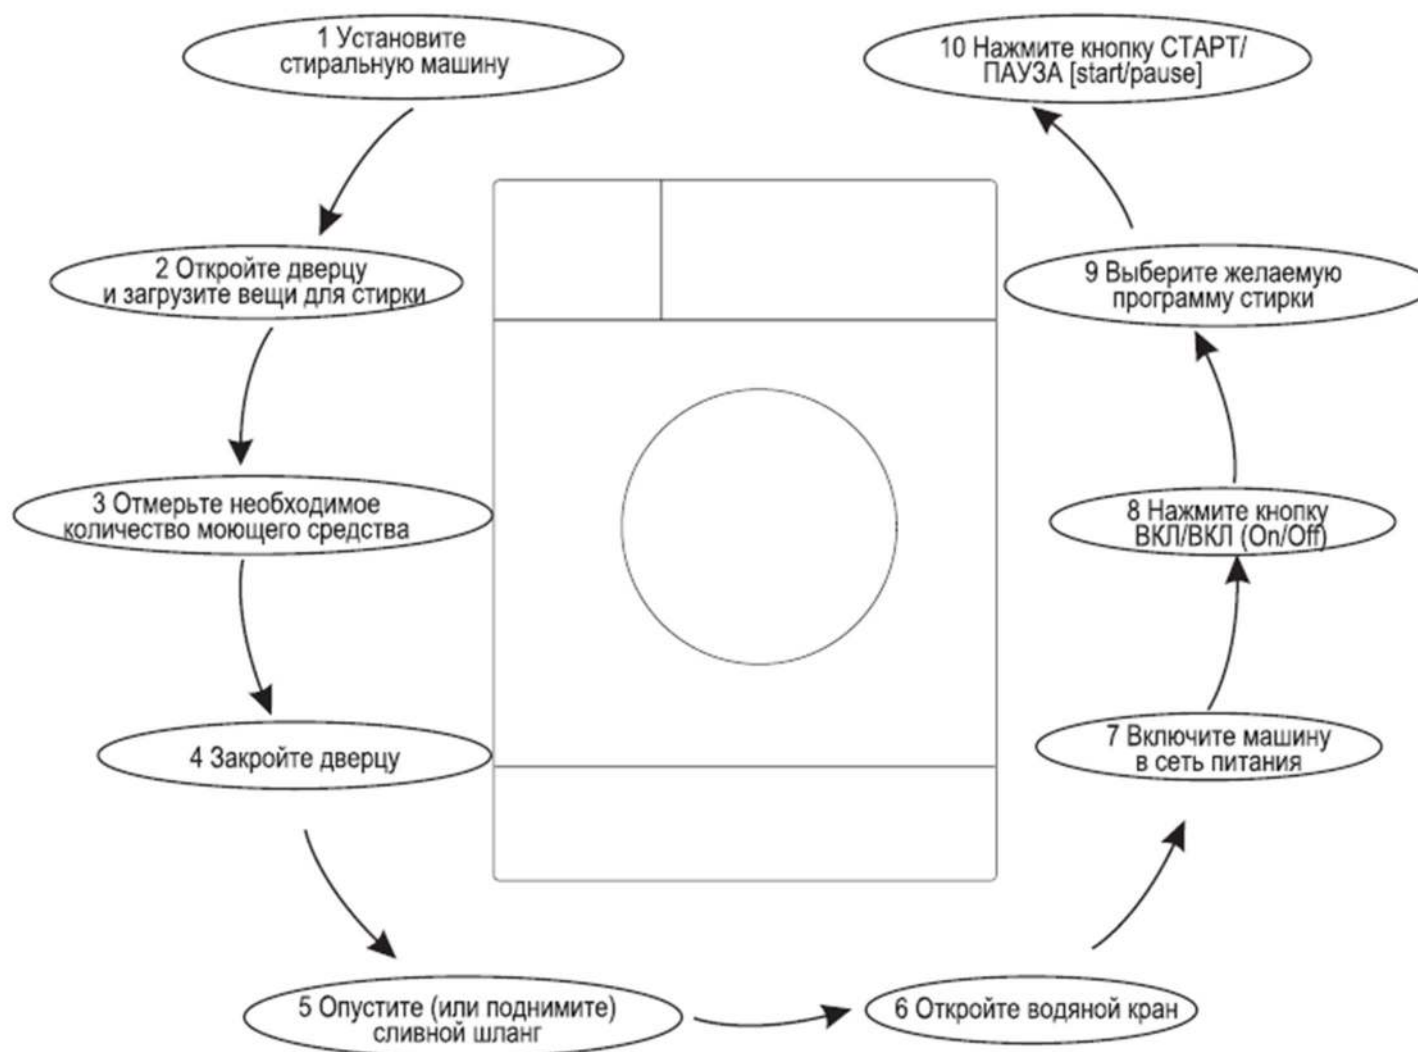 1 Установите
стиральную машину
2 Откройте дверцу
и загрузите вещи для стирки
3 Отмерьте необходимое
количество моющего средства
4 Закройте дверцу
5 Опустите (или поднимите)
сливной шланг
6 Откройте водяной кран
7 Включите машину
в сеть питания
8 Нажмите кнопку
ВКЛ/ВКЛ (On/Off)
9 Выберите желаемую
программу стирки
10 Нажмите кнопку СТАРТ/
ПАУЗА [start/pause]